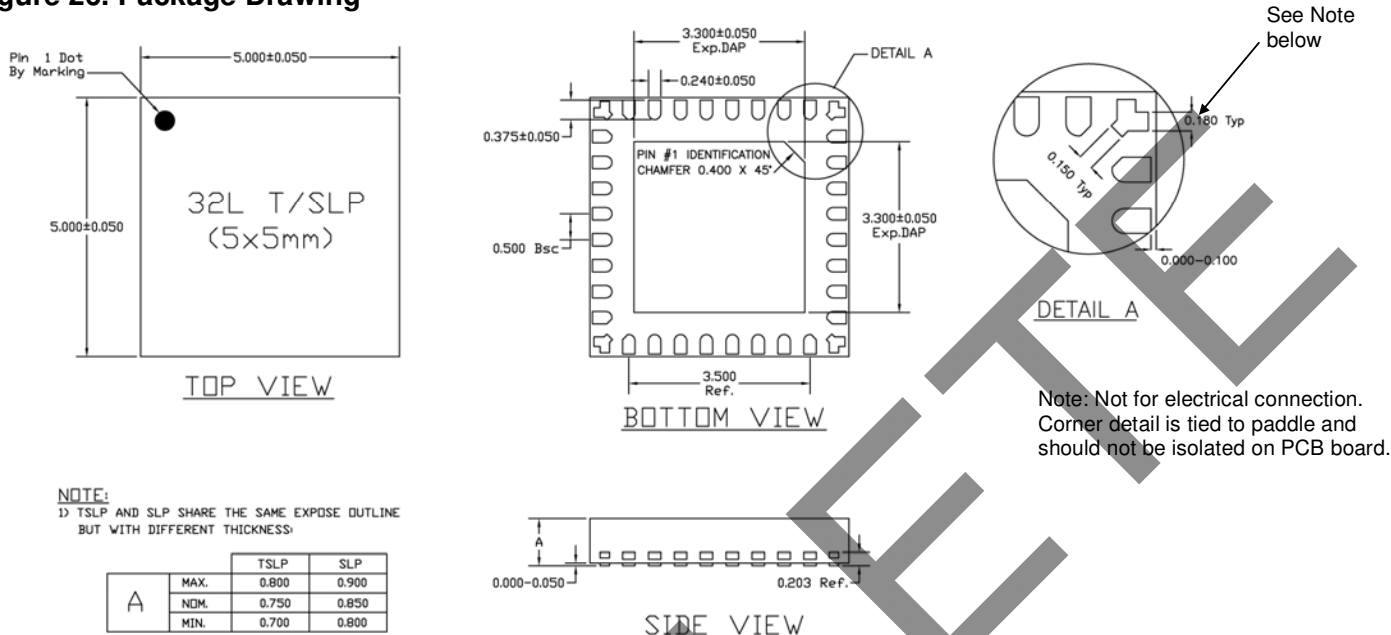 Figure 26. Package Drawing
Pin 1 Dot
By Marking
5.000±0.050
5.000±0.050
32L T/SLP
(5x5mm)
TOP VIEW
3.300±0.050
Exp.DAP
0.240±0.050
DETAIL A
0.375±0.050
PIN #1 IDENTIFICATION
CHAMFER 0.400 X 45°
3.300±0.050
Exp.DAP
0.500 Bsc
3.500
Ref.
BOTTOM VIEW
See Note
below
0.180 Typ
0.150 Typ
0.000-0.100
DETAIL A
Note: Not for electrical connection.
Corner detail is tied to paddle and
should not be isolated on PCB board.
NOTE:
1) TSLP AND SLP SHARE THE SAME EXPOSE OUTLINE
BUT WITH DIFFERENT THICKNESS:
TSLP SLP
A
MAX. 0.800 0.900
NOM. 0.750 0.850
MIN. 0.700 0.800
A
0.000-0.050
0.203 Ref.
SIDE VIEW